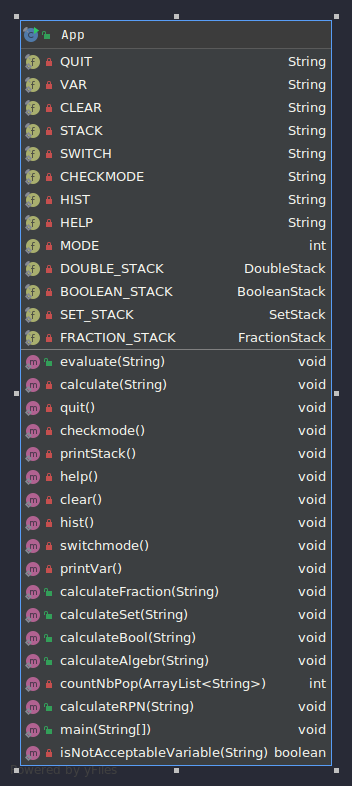 App
QUIT String
VAR String
CLEAR String
STACK String
SWITCH String
CHECKMODE String
HIST String
HELP String
MODE int
DOUBLE_STACK DoubleStack
BOOLEAN_STACK BooleanStack
SET_STACK SetStack
FRACTION_STACK FractionStack
evaluate(String) void
calculate(String) void
quit() void
checkmode() void
printStack() void
help() void
clear() void
hist() void
switchmode() void
printVar() void
calculateFraction(String) void
calculateSet(String) void
calculateBool(String) void
calculateAlgebr(String) void
countNbPop(ArrayList<String>) int
calculateRPN(String) void
main(String[]) void
isNotAcceptableVariable(String) boolean
Powered by yFiles